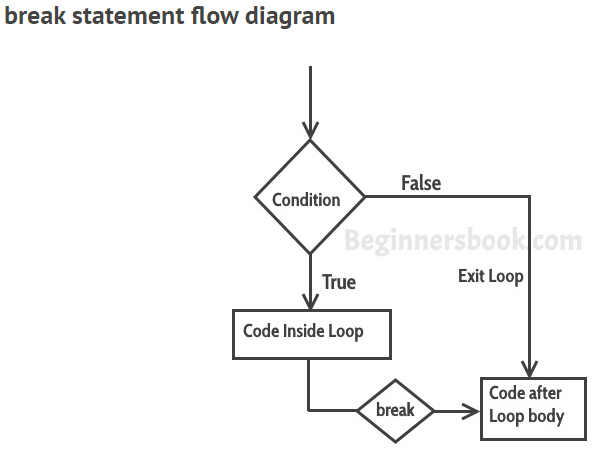 break statement flow diagram
Condition
False
Beginnersbook.com
Exit Loop
True
Code Inside Loop
break
Code after
Loop body